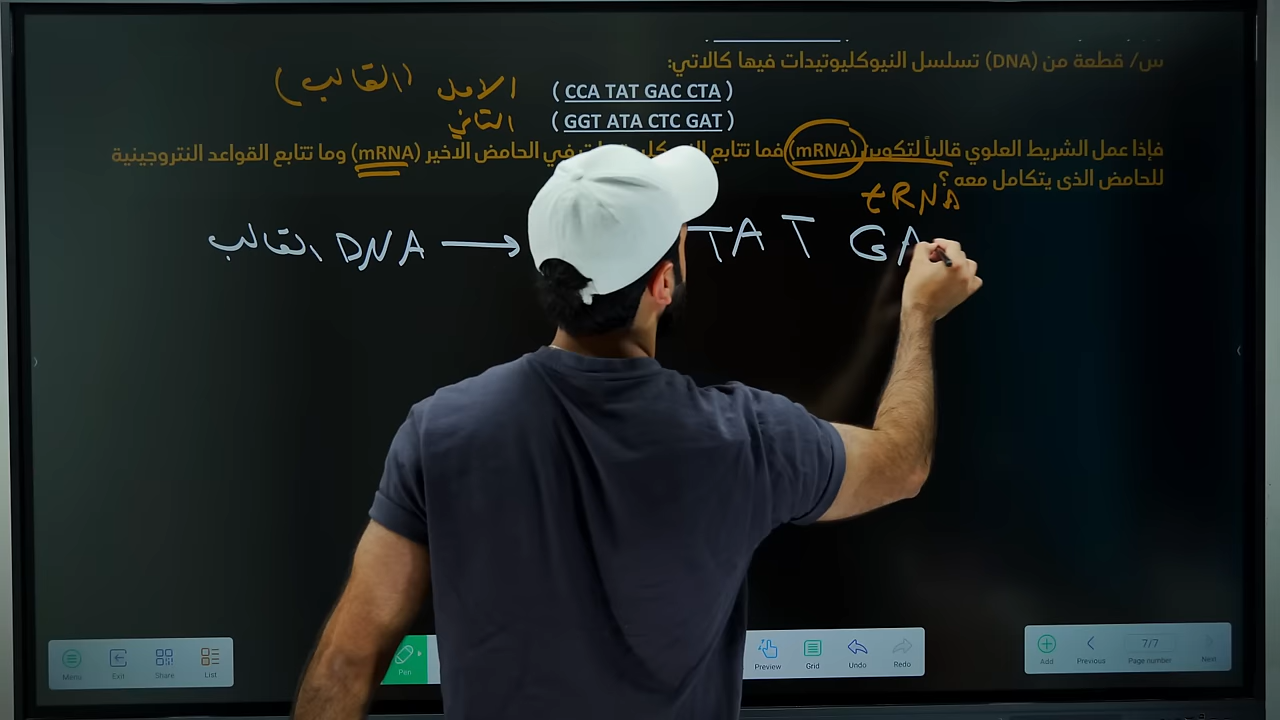 س/ قطعة من (DNA) تسلسل النيوكليوتيدات فيها كالاتي:
( CCA TAT GAC CTA ) الاول (القالب)
( GGT ATA CTC GAT ) الثاني
فإذا عمل الشريط العلوي قالباً لتكوين (mRNA) فما تتابع في الحامض الاخير (mRNA) وما تتابع القواعد النتروجينية
للحامض الذي يتكامل معه ؟
tRNA
القالب DNA → TAT GA
Menu Exit Share List Pen Preview Grid Undo Redo Add Previous 7/7 Page number Next